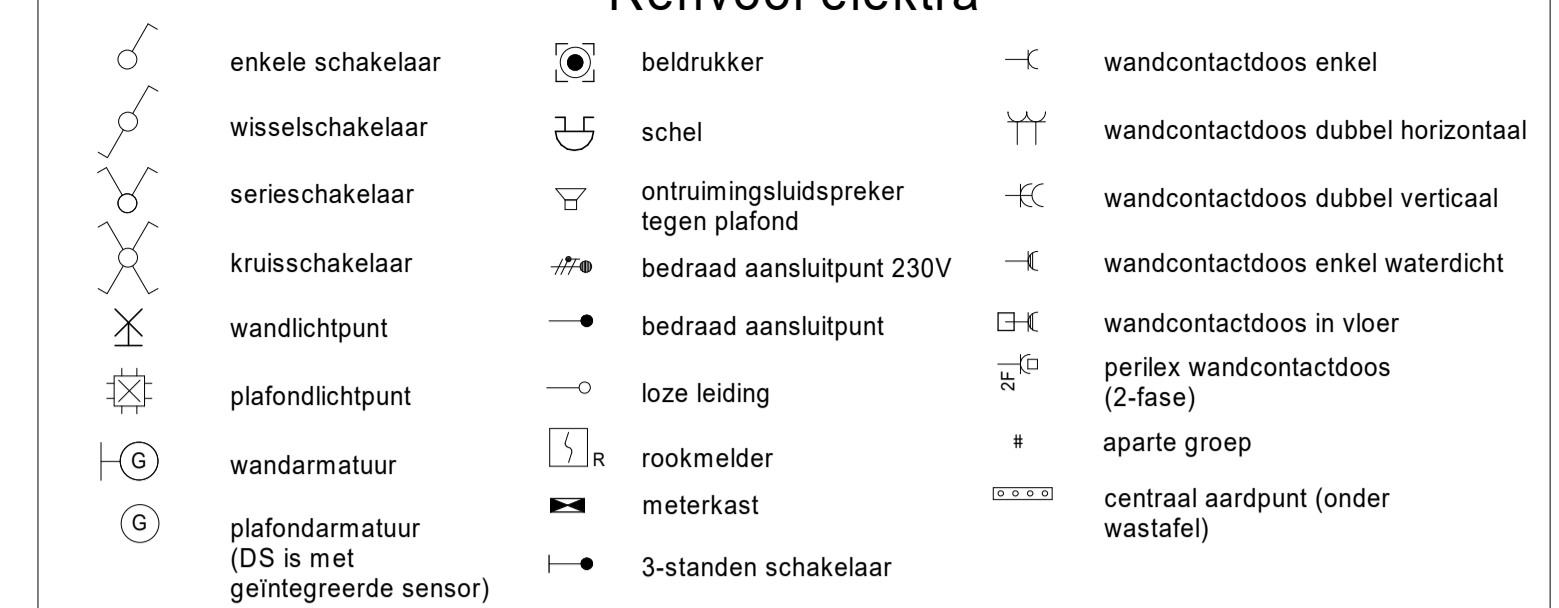 Renvooi elektra
enkele schakelaar
wisselschakelaar
serieschakelaar
kruisschakelaar
wandlichtpunt
plafondlichtpunt
G
wandarmatuur
G
plafondarmatuur
(DS is met
geïntegreerde sensor)
beldrukker
schel
ontruimingsluidspreker
tegen plafond
bedraad aansluitpunt 230V
bedraad aansluitpunt
loze leiding
R
rookmelder
meterkast
3-standen schakelaar
wandcontactdoos enkel
wandcontactdoos dubbel horizontaal
wandcontactdoos dubbel verticaal
wandcontactdoos enkel waterdicht
wandcontactdoos in vloer
2F
perilex wandcontactdoos
(2-fase)
# aparte groep
centraal aardpunt (onder
wastafel)